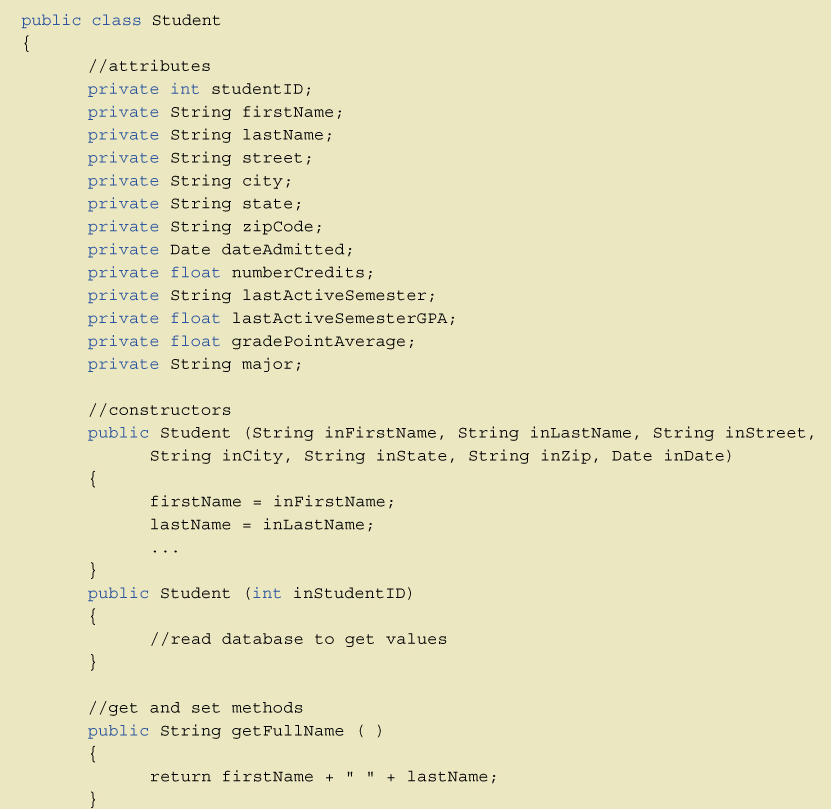 public class Student
{
//attributes
private int studentID;
private String firstName;
private String lastName;
private String street;
private String city;
private String state;
private String zipCode;
private Date dateAdmitted;
private float numberCredits;
private String lastActiveSemester;
private float lastActiveSemesterGPA;
private float gradePointAverage;
private String major;
//constructors
public Student (String inFirstName, String inLastName, String inStreet,
String inCity, String inState, String inZip, Date inDate)
{
firstName = inFirstName;
lastName = inLastName;
...
}
public Student (int inStudentID)
{
//read database to get values
}
//get and set methods
public String getFullName ( )
{
return firstName + " " + lastName;
}